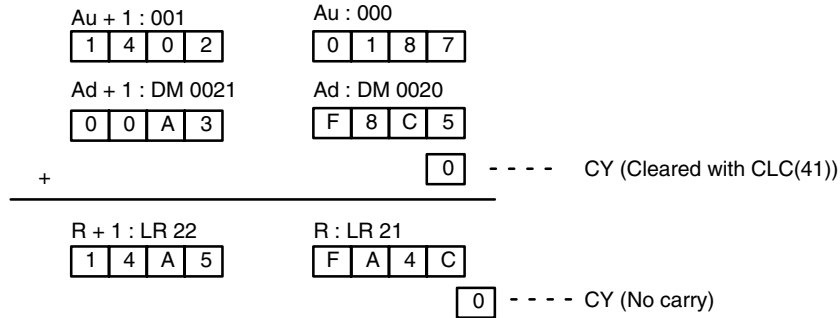 Au + 1 : 001 Au : 000
1 4 0 2 0 1 8 7
Ad + 1 : DM 0021 Ad : DM 0020
0 0 A 3 F 8 C 5
+ 0 - - - - CY (Cleared with CLC(41))
R + 1 : LR 22 R : LR 21
1 4 A 5 F A 4 C
0 - - - - CY (No carry)